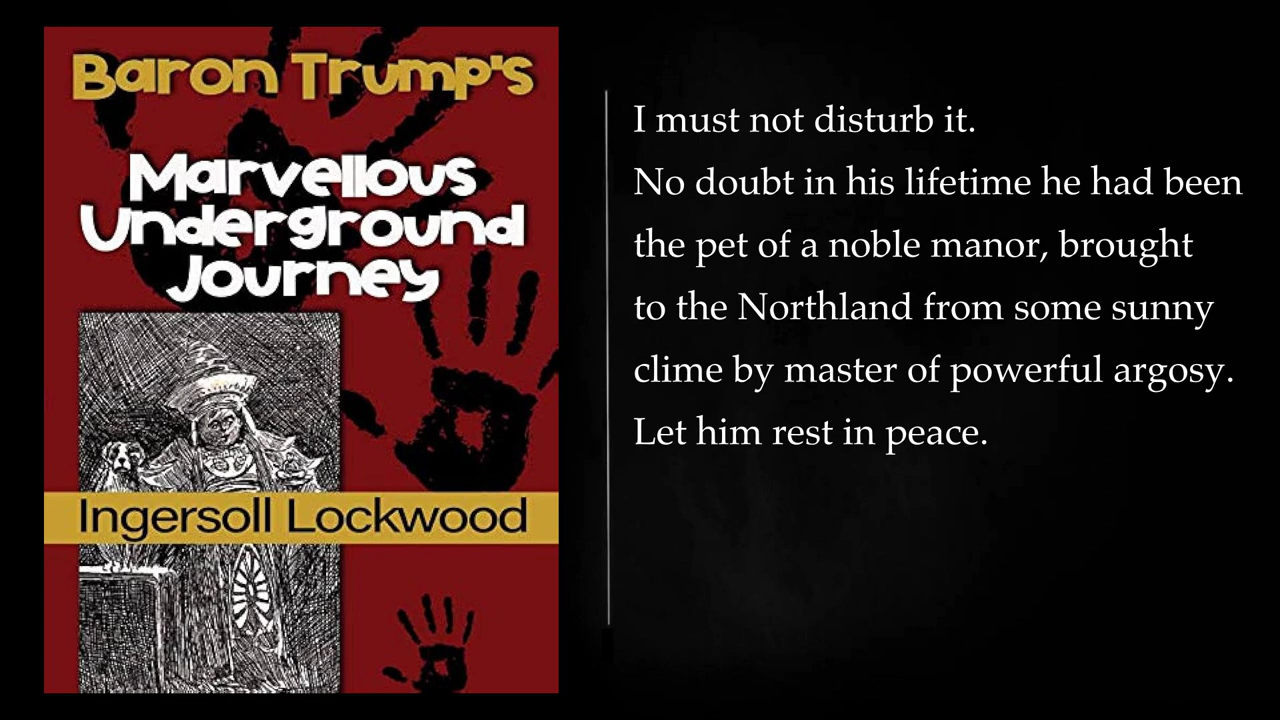 Baron Trump's
Marvellous
Underground
Journey
Ingersoll Lockwood
I must not disturb it.
No doubt in his lifetime he had been
the pet of a noble manor, brought
to the Northland from some sunny
clime by master of powerful argosy.
Let him rest in peace.